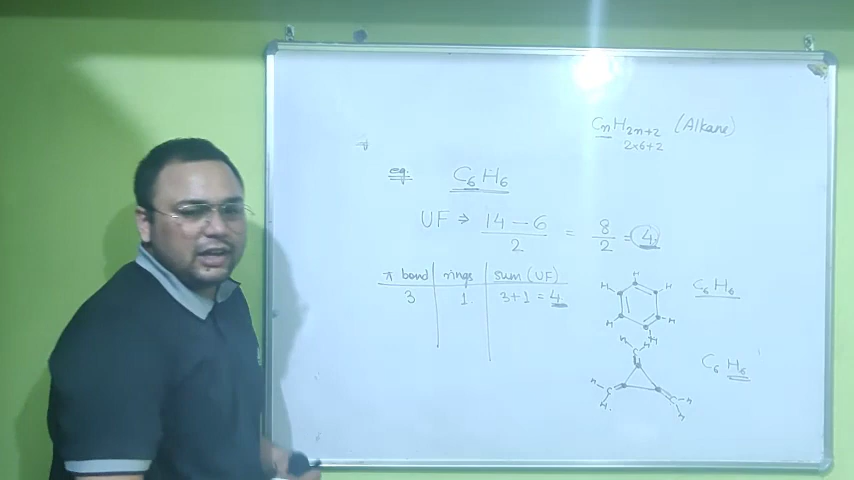 CnH2n+2 (Alkane)
2×6+2
eg. C6H6
UF ⇒ 14 − 6 / 2 = 8 / 2 = 4
π bond | rings | sum (UF)
3 | 1 | 3+1 = 4
H
H H
C6H6
H H
H
H H
C
C6H6
H C C H
H. H